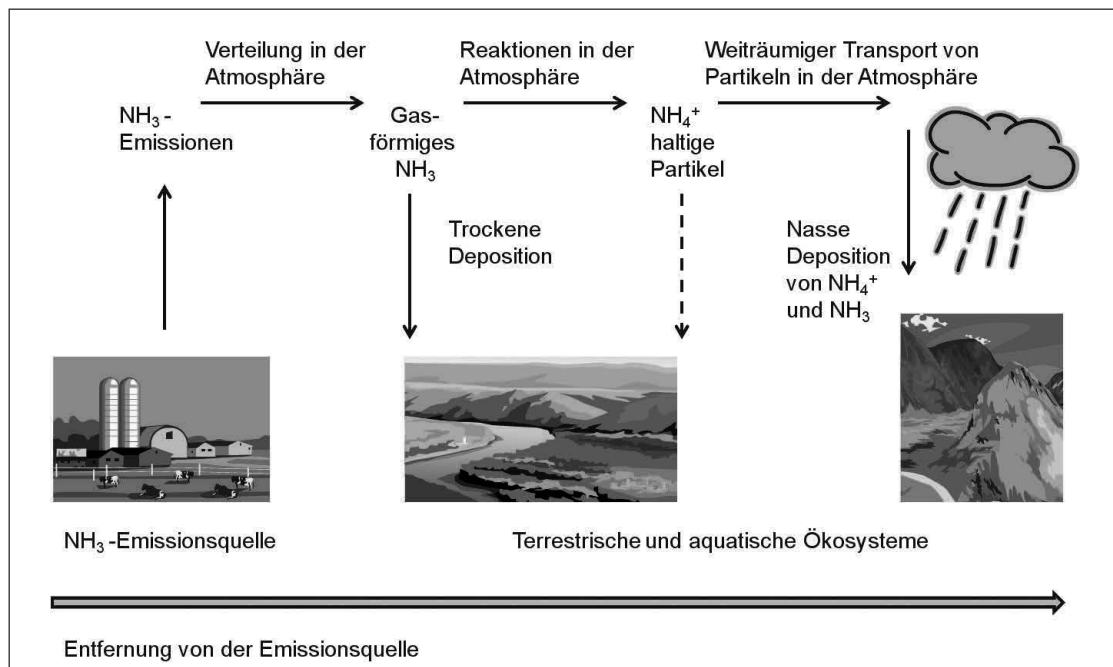 Verteilung in der
Atmosphäre
Reaktionen in der
Atmosphäre
Weiträumiger Transport von
Partikeln in der Atmosphäre
NH₃ -
Emissionen
Gas-
förmiges
NH₃
NH₄⁺
haltige
Partikel
Trockene
Deposition
Nasse
Deposition
von NH₄⁺
und NH₃
NH₃ -Emissionsquelle
Terrestrische und aquatische Ökosysteme
Entfernung von der Emissionsquelle